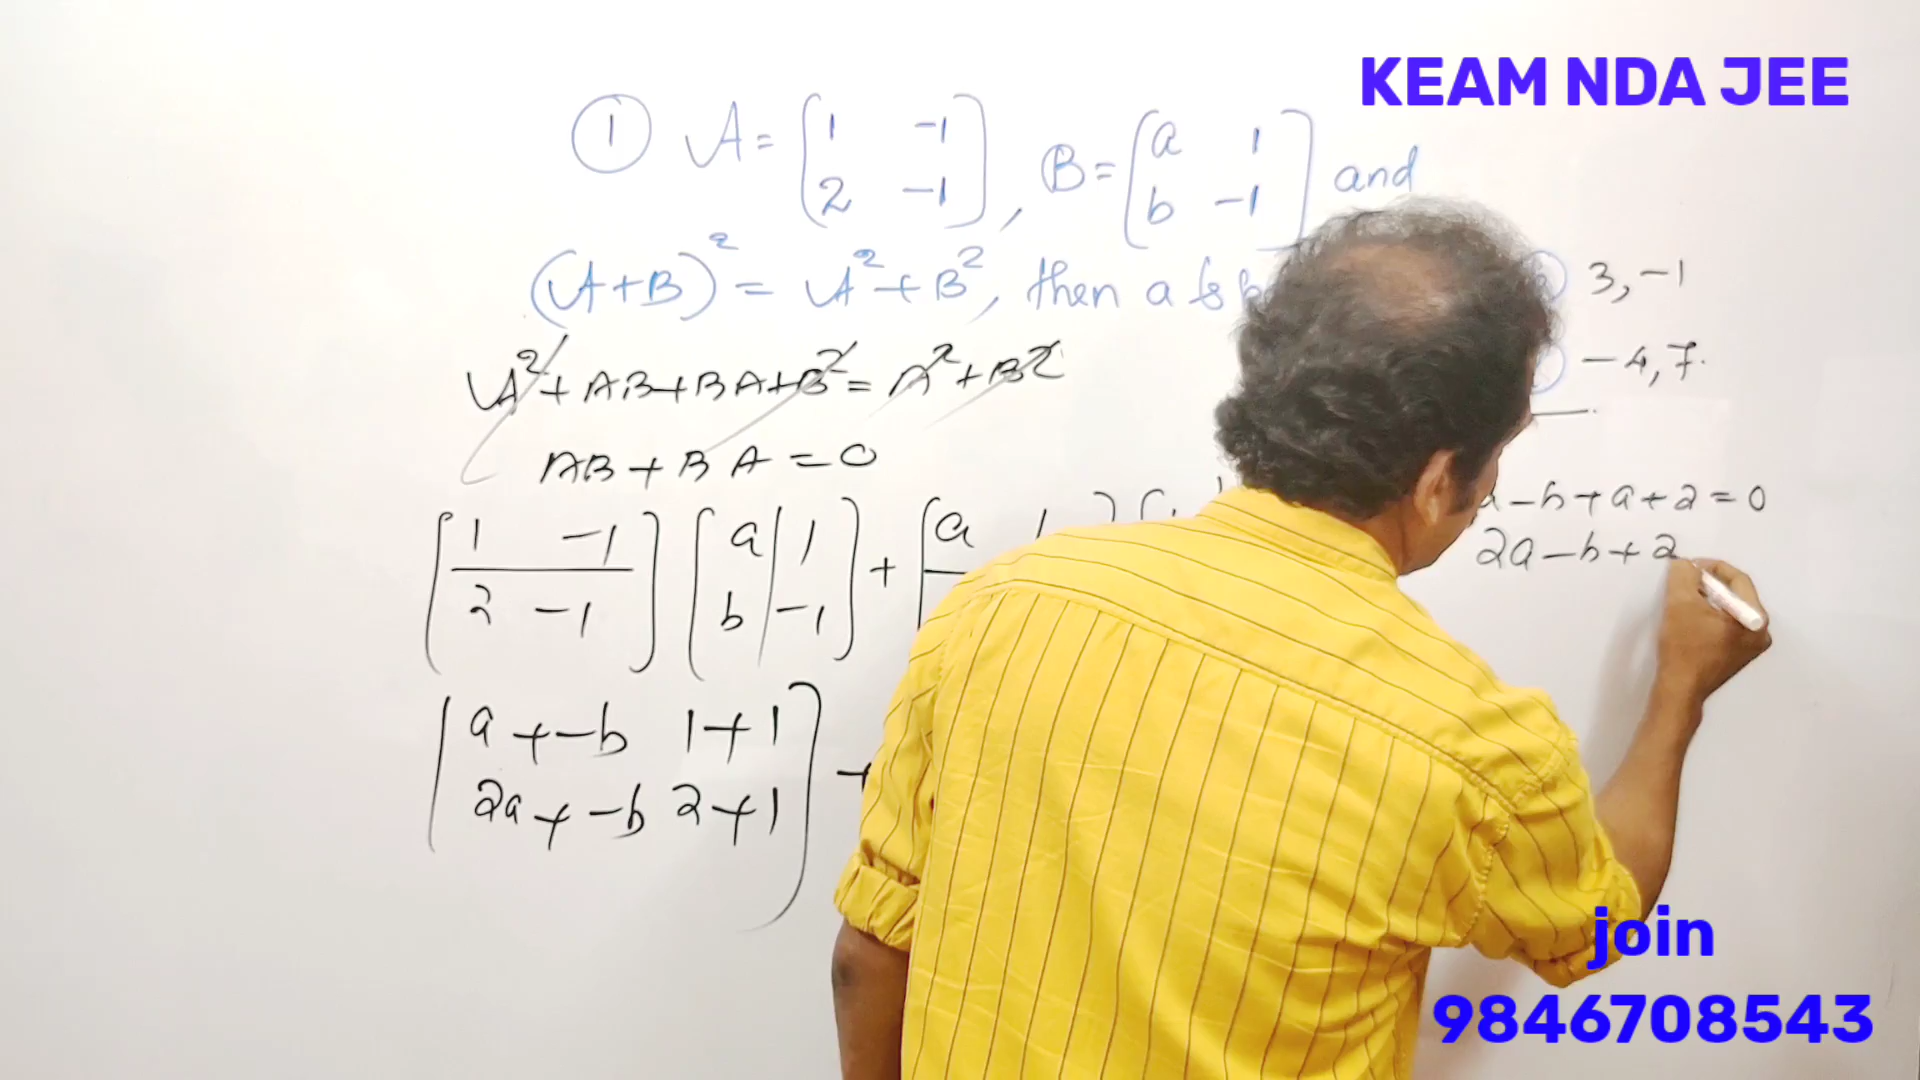 KEAM NDA JEE
① A = [1 -1
2 -1], B = [a 1
b -1] and
(A+B)² = A²+B², then a & b
3, -1
-4, 7.
A²+AB+BA+B² = A²+B²
AB+BA = 0
a-b+a+2=0
2a-b+2
[1 -1
2 -1] [a 1
b -1] + [a 1
[a+-b 1+1
2a+-b 2+1] +
join
9846708543